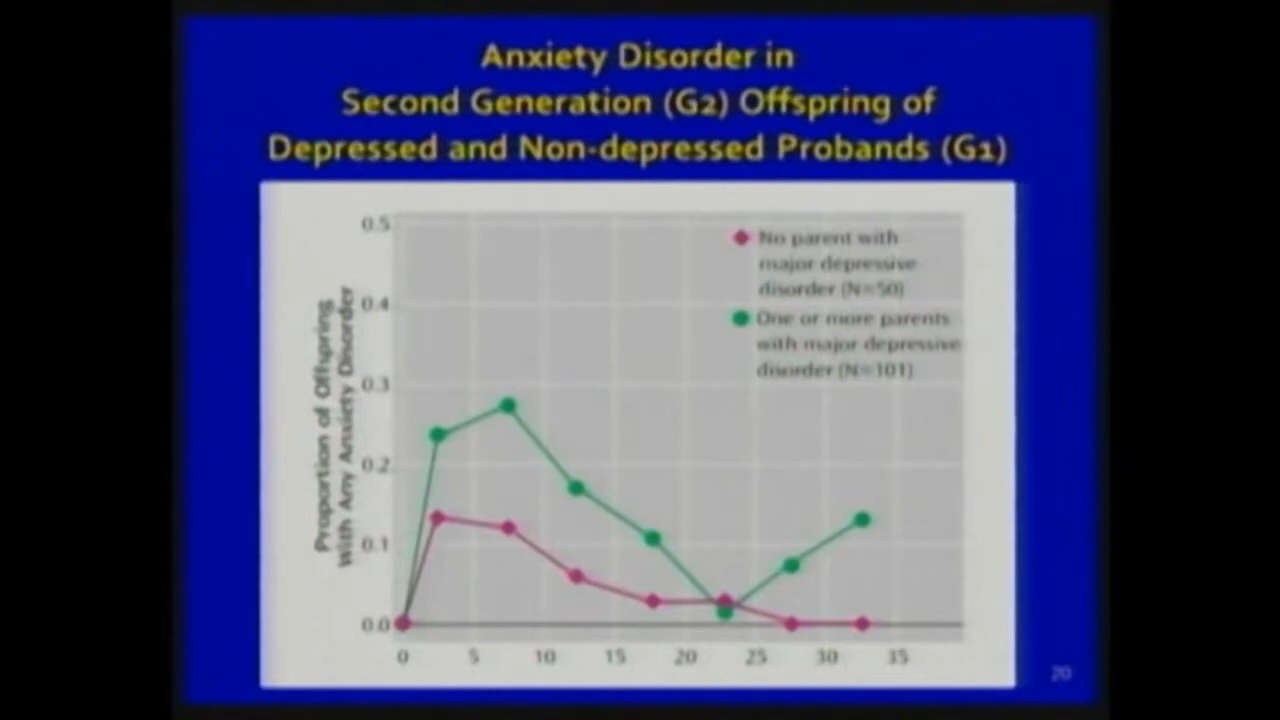 Anxiety Disorder in
Second Generation (G2) Offspring of
Depressed and Non-depressed Probands (G1)
Proportion of Offspring
With Any Anxiety Disorder
0.5
0.4
0.3
0.2
0.1
0.0
No parent with
major depressive
disorder (N=50)
One or more parents
with major depressive
disorder (N=101)
0 5 10 15 20 25 30 35
20